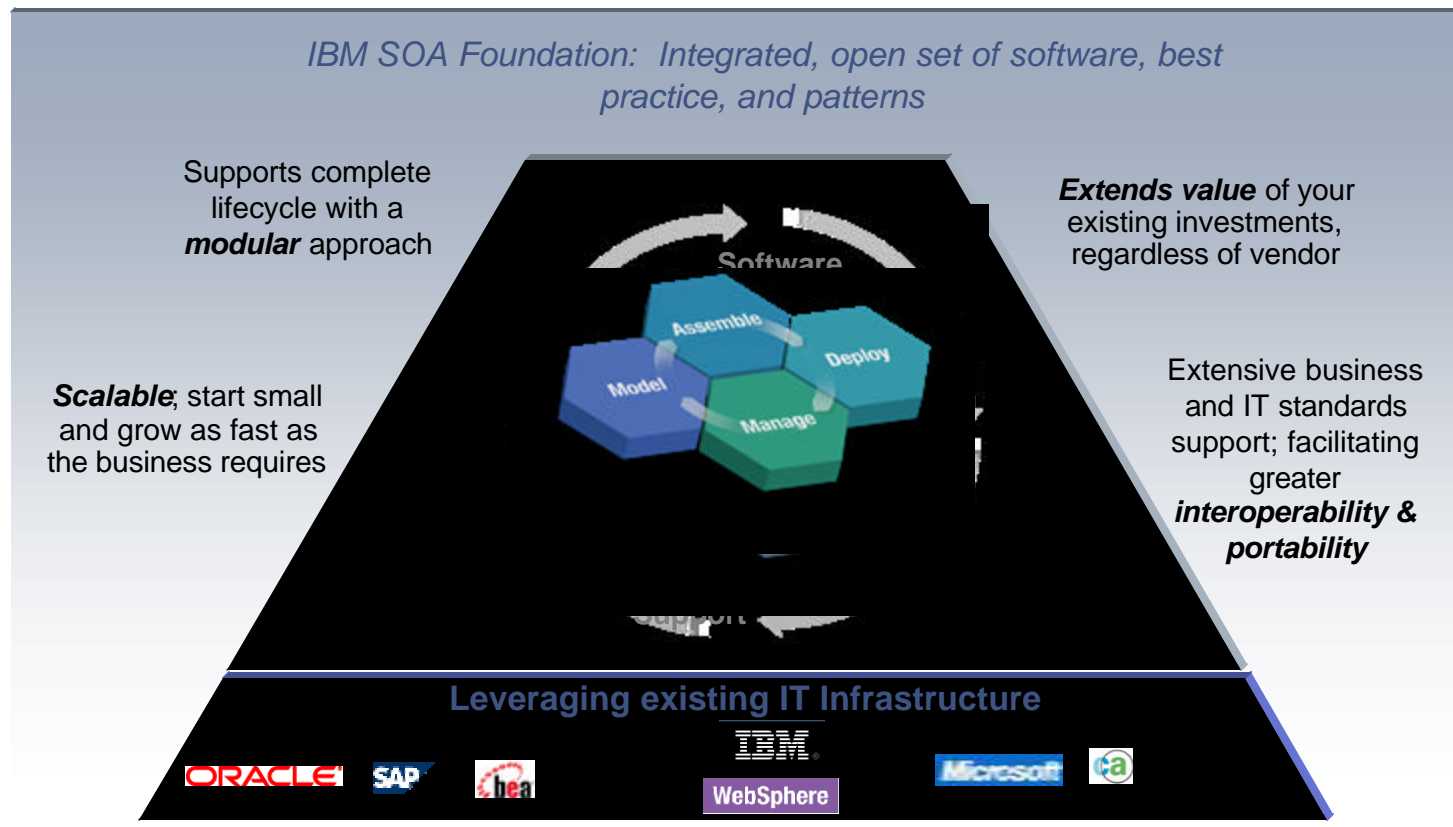 IBM SOA Foundation: Integrated, open set of software, best
practice, and patterns
Supports complete
lifecycle with a
modular approach
Extends value of your
existing investments,
regardless of vendor
Software
Assemble
Deploy
Model
Manage
Scalable; start small
and grow as fast as
the business requires
Extensive business
and IT standards
support; facilitating
greater
interoperability &
portability
Support
Leveraging existing IT Infrastructure
IBM®
ORACLE
SAP
bea
WebSphere
Microsoft
ca